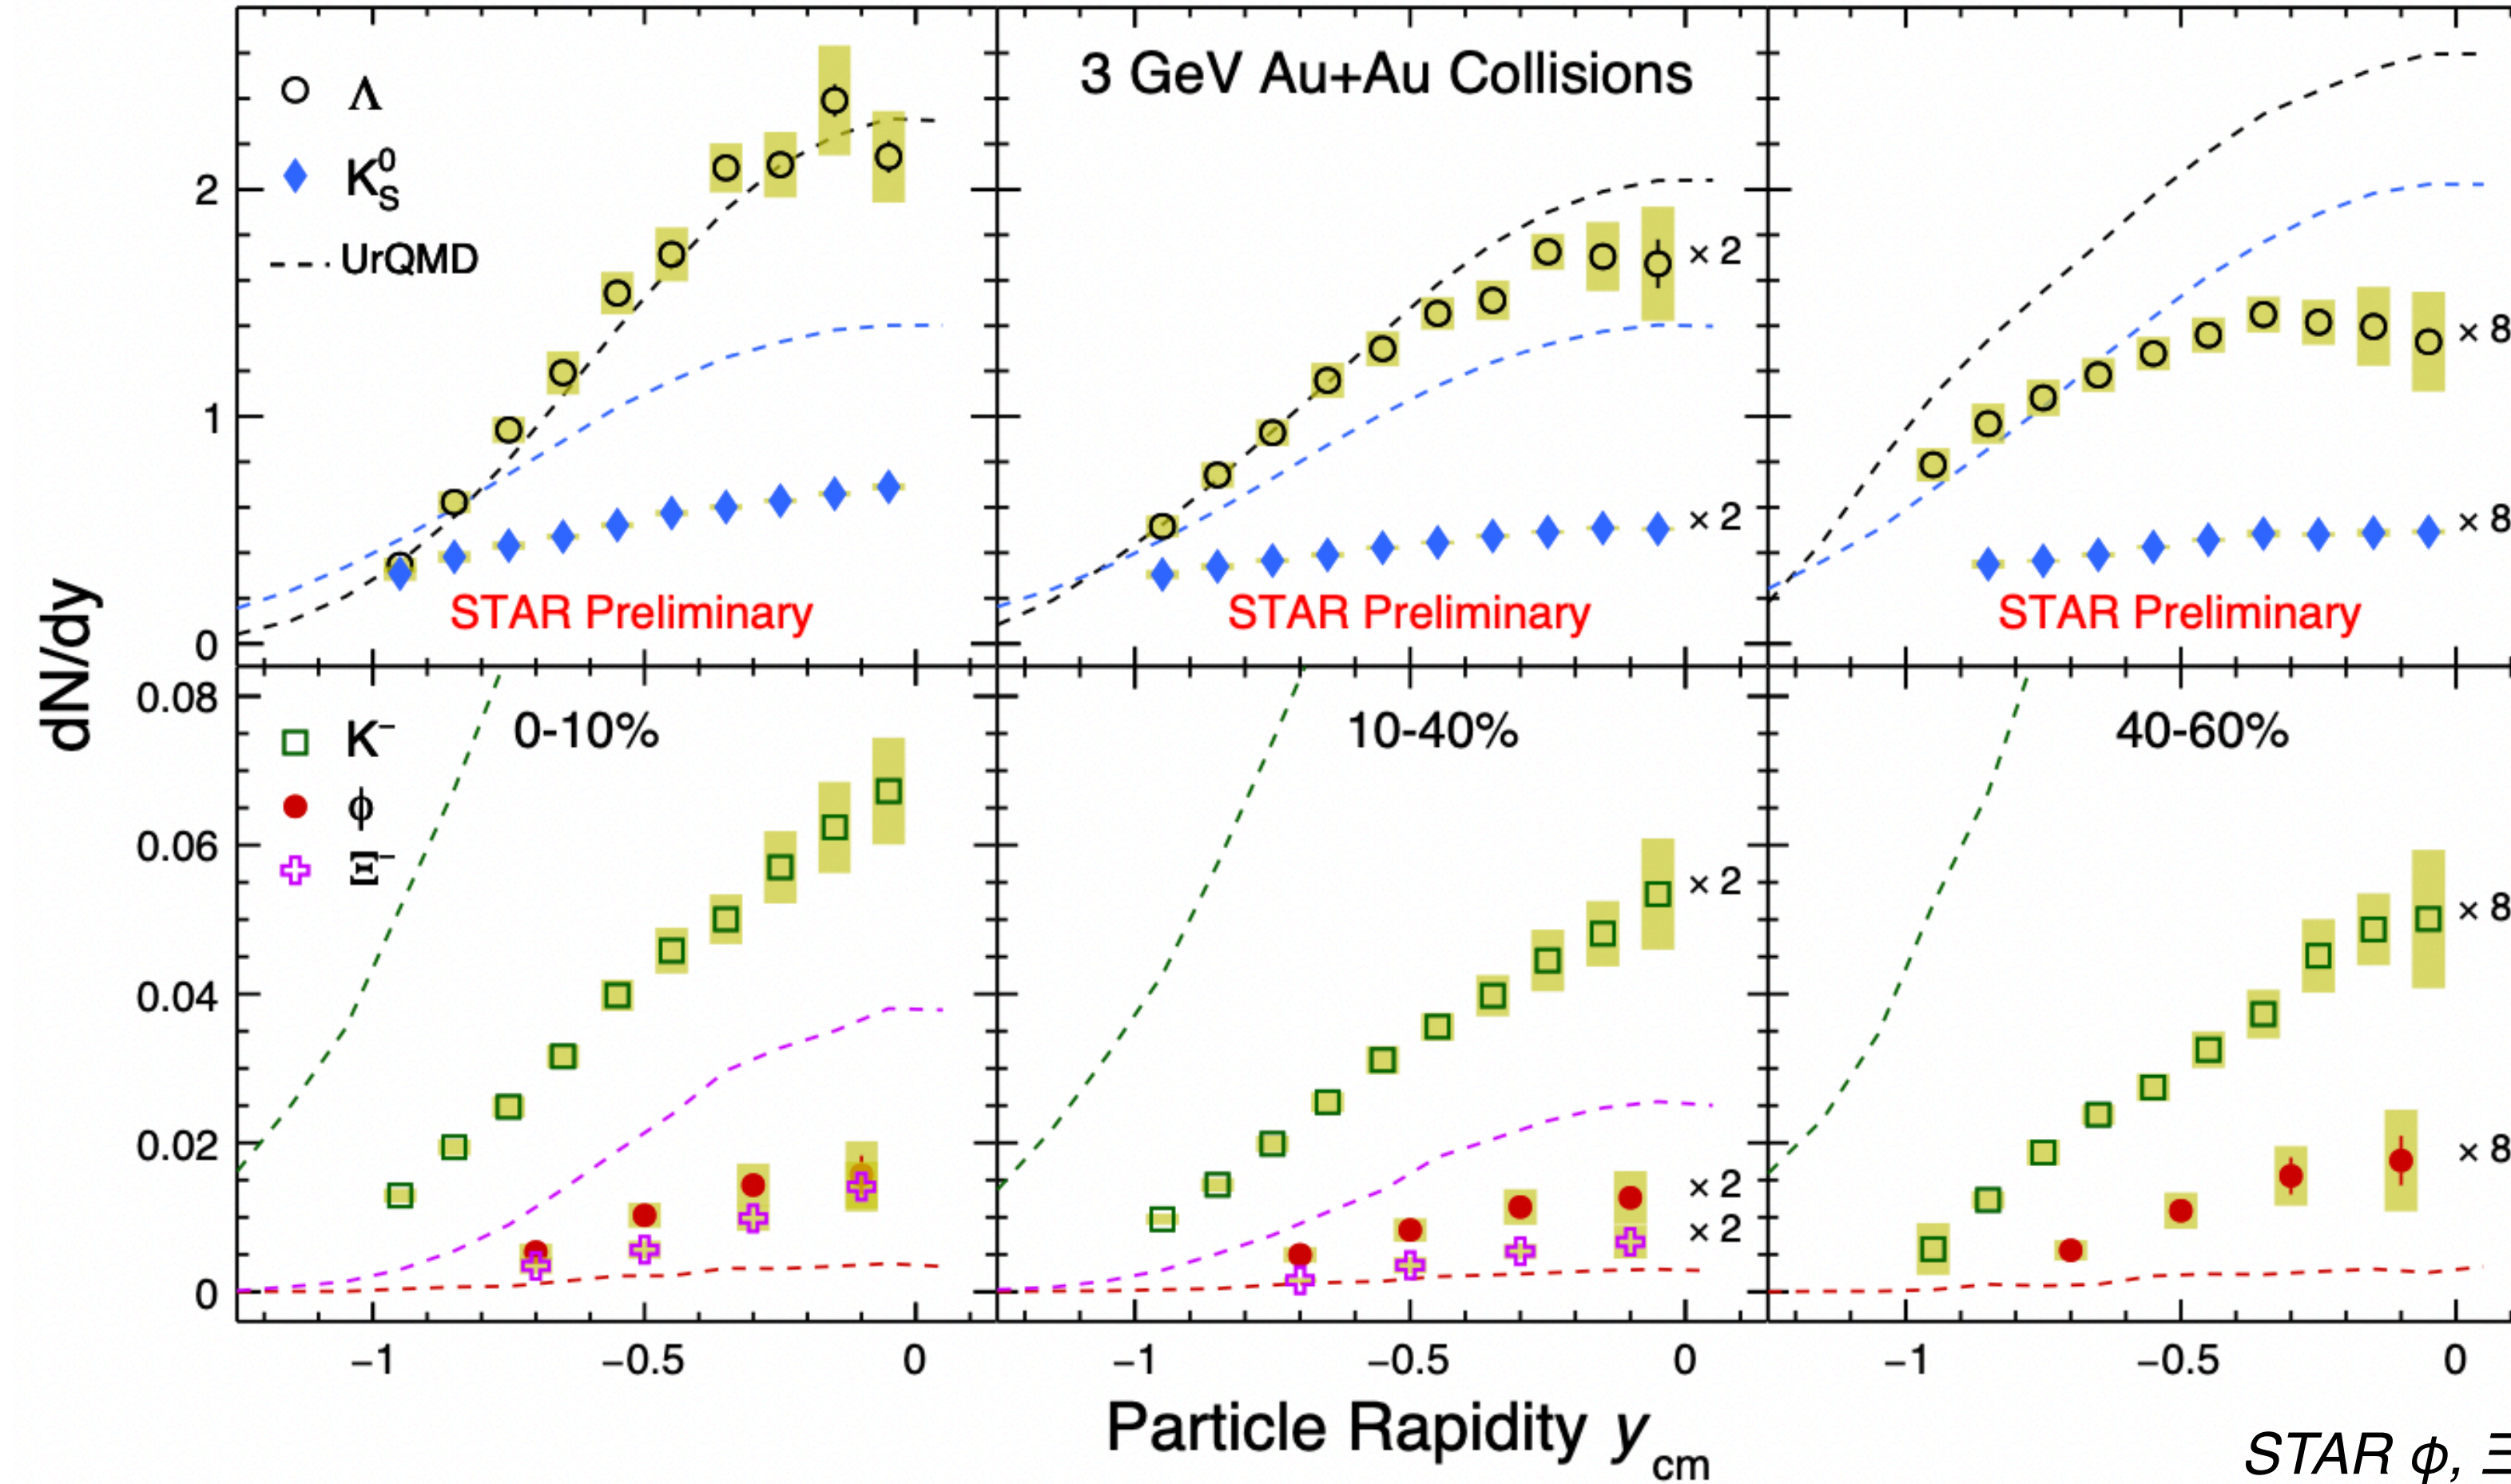 3 GeV Au+Au Collisions
Λ
K⁰S
UrQMD
× 2
× 8
× 2
× 8
2
1
0
STAR Preliminary
STAR Preliminary
STAR Preliminary
dN/dy
0-10%
10-40%
40-60%
K⁻
ϕ
Ξ⁻
× 2
× 8
× 2
× 2
× 8
0.08
0.06
0.04
0.02
0
−1 −0.5 0
−1 −0.5 0
−1 −0.5 0
Particle Rapidity ycm
STAR ϕ, Ξ